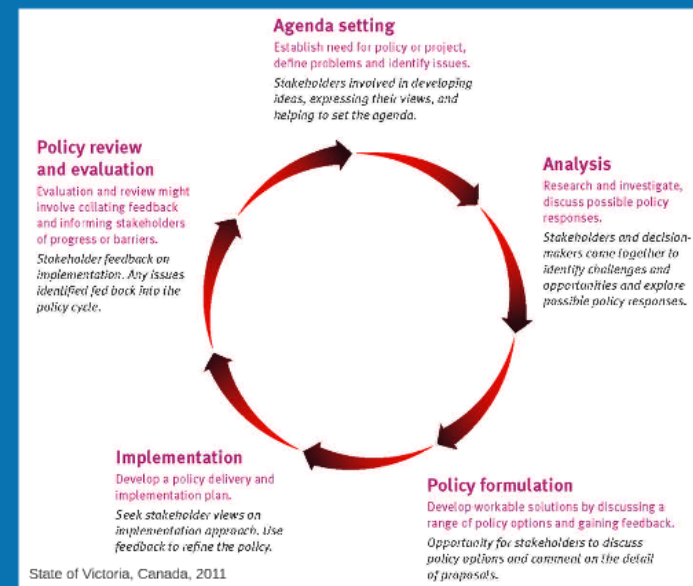 Agenda setting
Establish need for policy or project,
define problems and identify issues.
Stakeholders involved in developing
ideas, expressing their views, and
helping to set the agenda.
Analysis
Research and investigate,
discuss possible policy
responses.
Stakeholders and decision-
makers come together to
identify challenges and
opportunities and explore
possible policy responses.
Policy formulation
Develop workable solutions by discussing a
range of policy options and gaining feedback.
Opportunity for stakeholders to discuss
policy options and comment on the detail
of proposals.
Implementation
Develop a policy delivery and
implementation plan.
Seek stakeholder views on
implementation approach. Use
feedback to refine the policy.
Policy review
and evaluation
Evaluation and review might
involve collating feedback
and informing stakeholders
of progress or barriers.
Stakeholder feedback on
implementation. Any issues
identified fed back into the
policy cycle.
State of Victoria, Canada, 2011